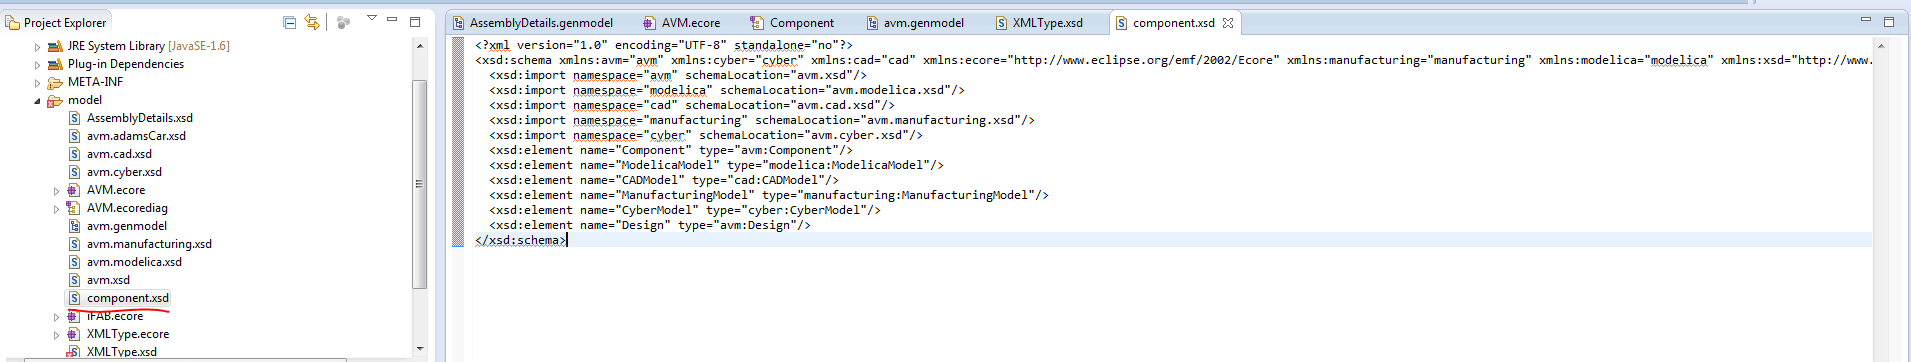 Project Explorer
JRE System Library [JavaSE-1.6]
Plug-in Dependencies
META-INF
model
AssemblyDetails.xsd
avm.adamsCar.xsd
avm.cad.xsd
avm.cyber.xsd
AVM.ecore
AVM.ecorediag
avm.genmodel
avm.manufacturing.xsd
avm.modelica.xsd
avm.xsd
component.xsd
iFAB.ecore
XMLType.ecore
XMLType.xsd
AssemblyDetails.genmodel AVM.ecore Component avm.genmodel XMLType.xsd component.xsd
<?xml version="1.0" encoding="UTF-8" standalone="no"?>
<xsd:schema xmlns:avm="avm" xmlns:cyber="cyber" xmlns:cad="cad" xmlns:ecore="http://www.eclipse.org/emf/2002/Ecore" xmlns:manufacturing="manufacturing" xmlns:modelica="modelica" xmlns:xsd="http://www.
<xsd:import namespace="avm" schemaLocation="avm.xsd"/>
<xsd:import namespace="modelica" schemaLocation="avm.modelica.xsd"/>
<xsd:import namespace="cad" schemaLocation="avm.cad.xsd"/>
<xsd:import namespace="manufacturing" schemaLocation="avm.manufacturing.xsd"/>
<xsd:import namespace="cyber" schemaLocation="avm.cyber.xsd"/>
<xsd:element name="Component" type="avm:Component"/>
<xsd:element name="ModelicaModel" type="modelica:ModelicaModel"/>
<xsd:element name="CADModel" type="cad:CADModel"/>
<xsd:element name="ManufacturingModel" type="manufacturing:ManufacturingModel"/>
<xsd:element name="CyberModel" type="cyber:CyberModel"/>
<xsd:element name="Design" type="avm:Design"/>
</xsd:schema>